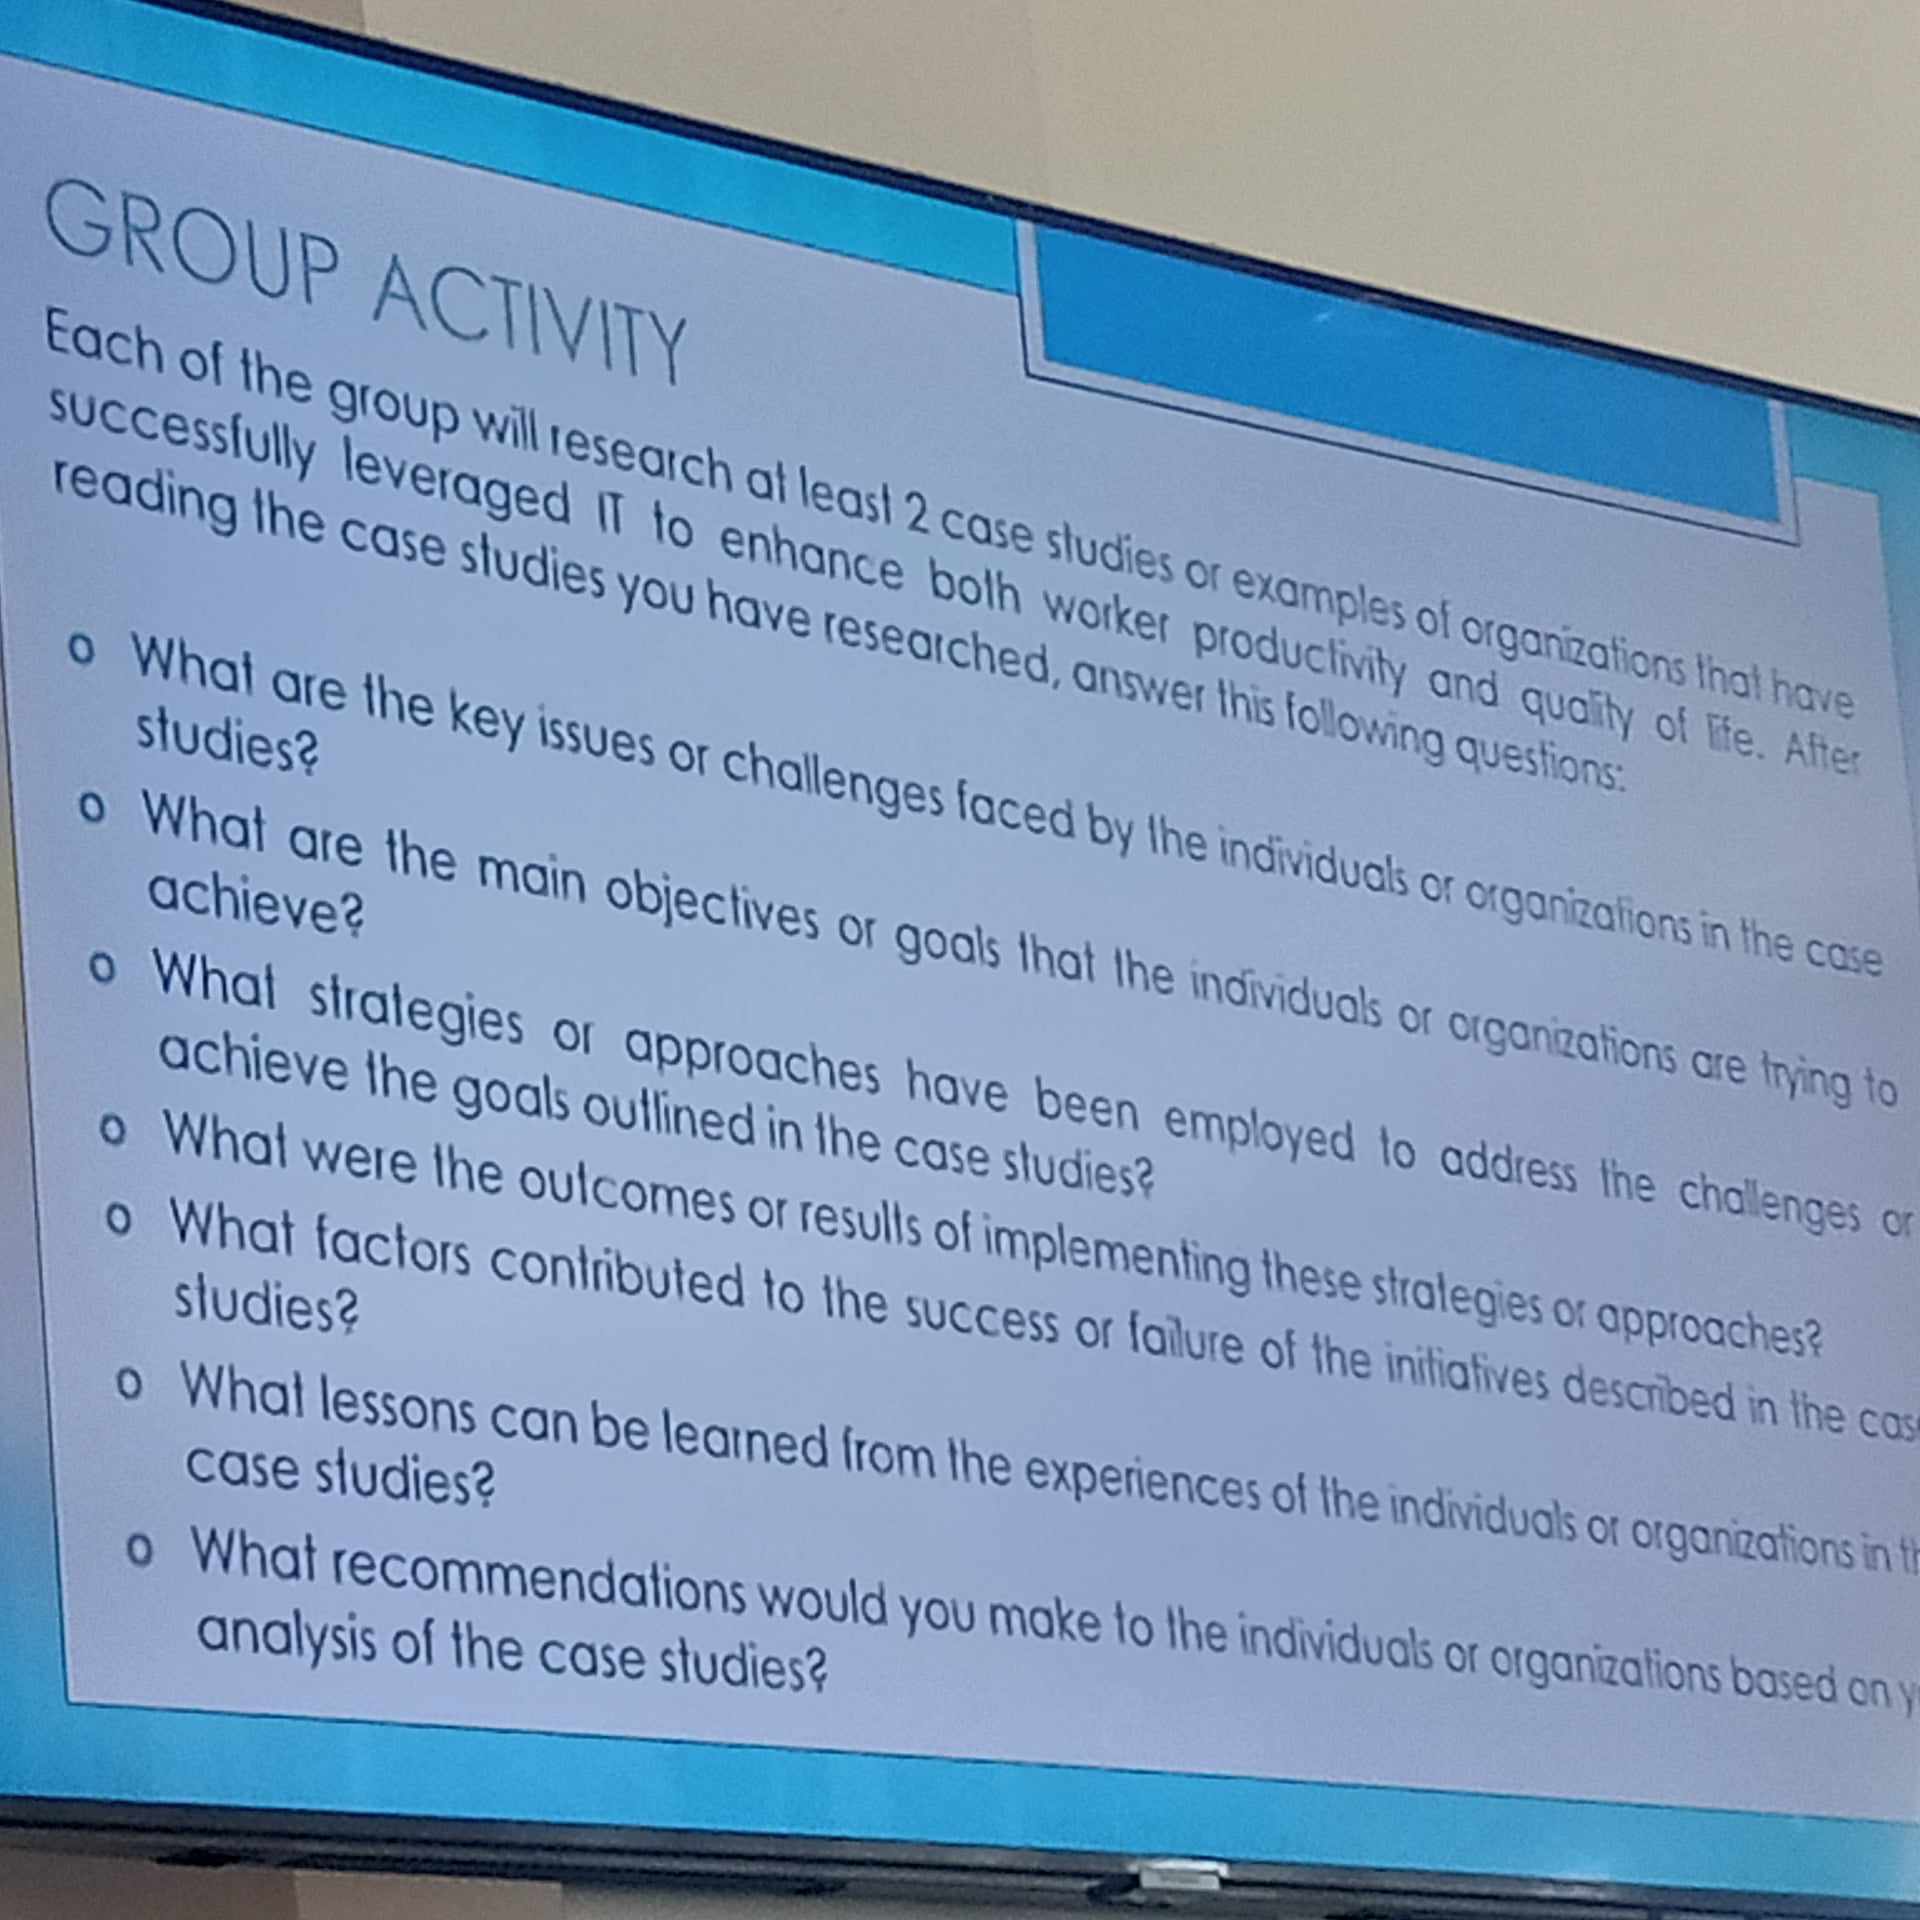 GROUP ACTIVITY
Each of the group will research at least 2 case studies or examples of organizations that have
successfully leveraged IT to enhance both worker productivity and quality of life. After
reading the case studies you have researched, answer this following questions:
o What are the key issues or challenges faced by the individuals or organizations in the case
studies?
o What are the main objectives or goals that the individuals or organizations are trying to
achieve?
o What strategies or approaches have been employed to address the challenges or
achieve the goals outlined in the case studies?
o What were the outcomes or results of implementing these strategies or approaches?
o What factors contributed to the success or failure of the initiatives described in the cas
studies?
o What lessons can be learned from the experiences of the individuals or organizations in th
case studies?
o What recommendations would you make to the individuals or organizations based on y
analysis of the case studies?